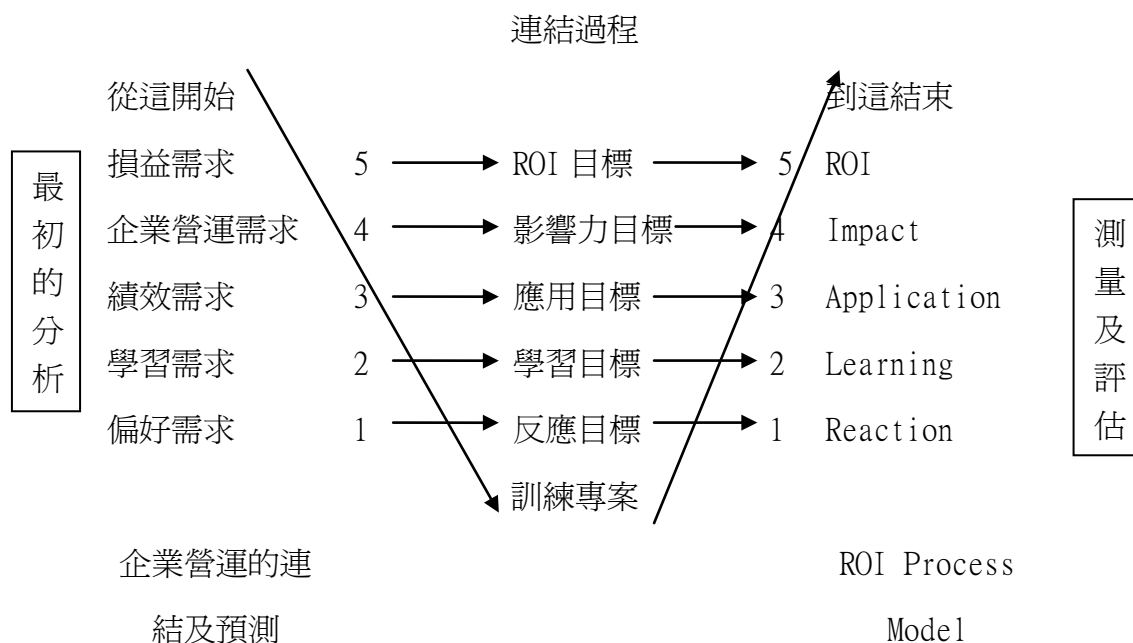 連結過程
從這開始 到這結束
損益需求 5 ROI 目標 5 ROI
企業營運需求 4 影響力目標 4 Impact
績效需求 3 應用目標 3 Application
學習需求 2 學習目標 2 Learning
偏好需求 1 反應目標 1 Reaction
訓練專案
最初的分析
測量及評估
企業營運的連
結及預測
ROI Process
Model